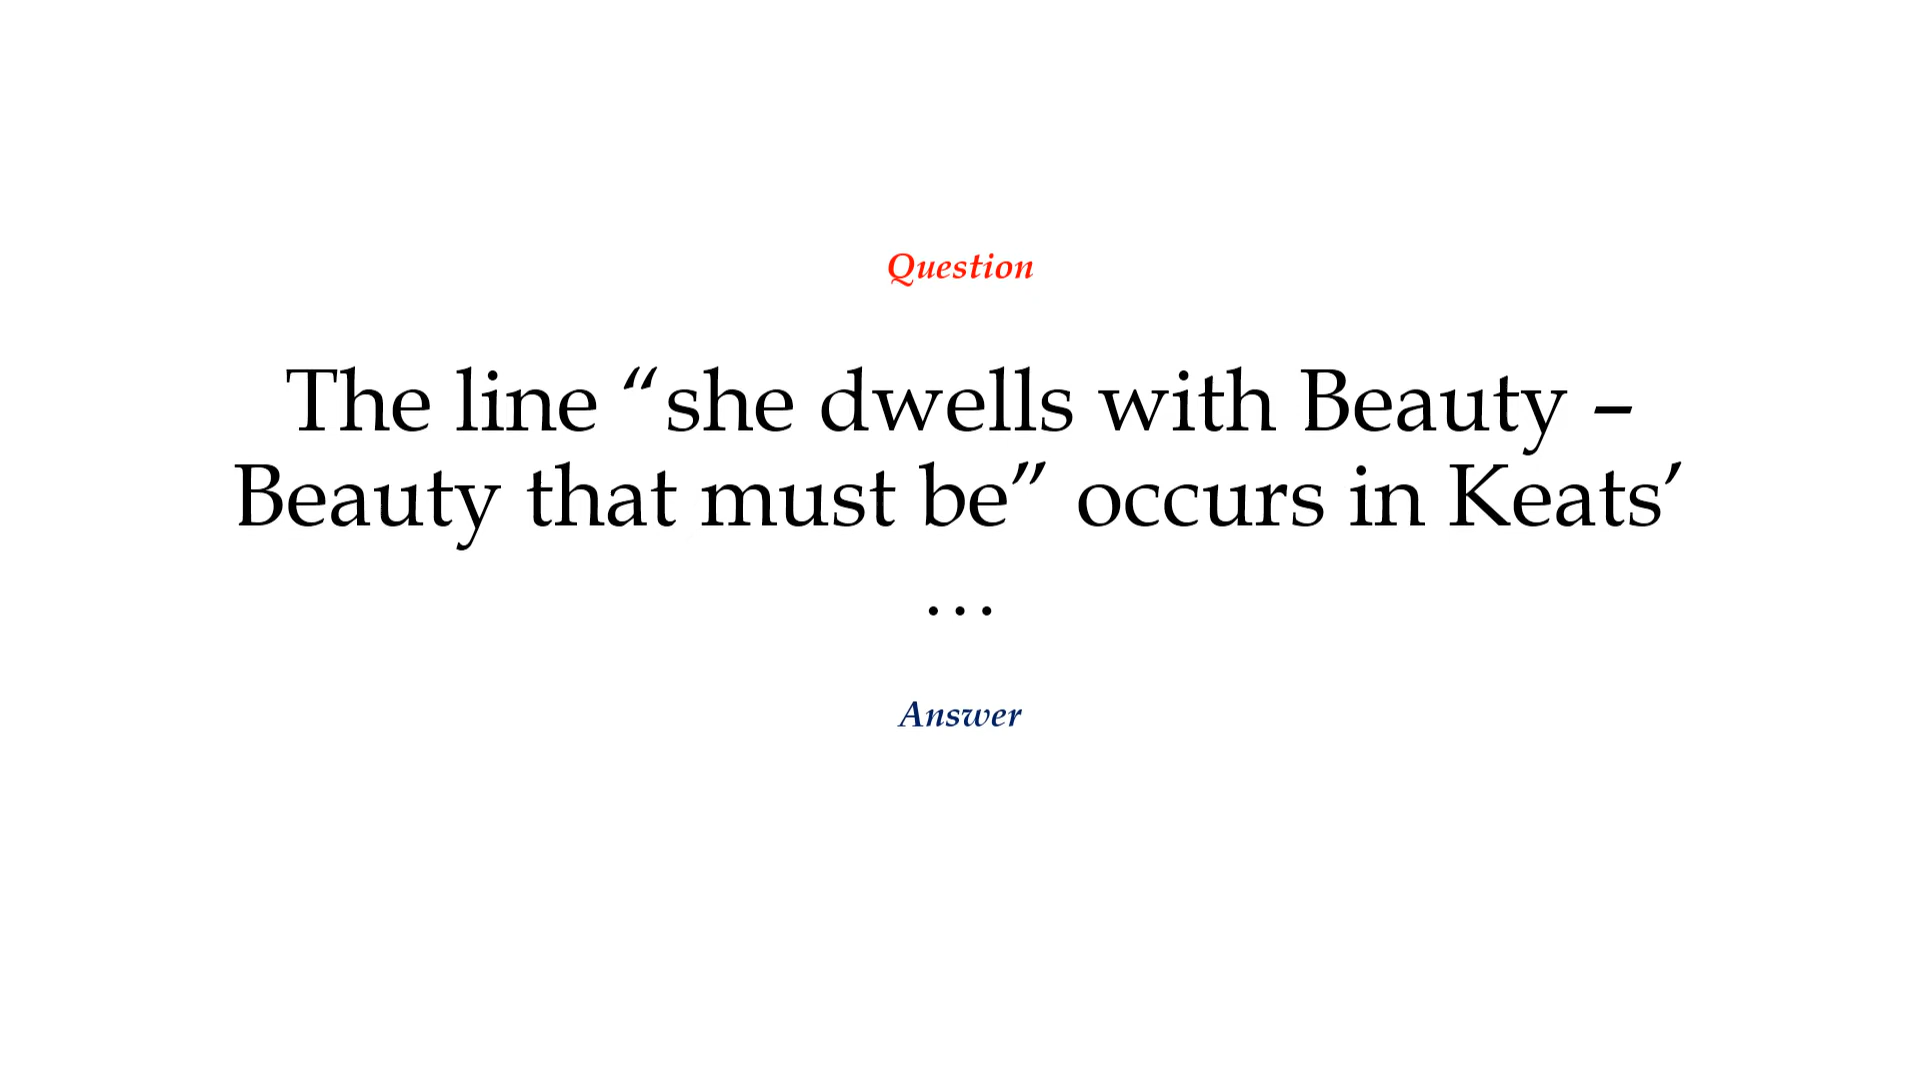 Question
The line “she dwells with Beauty –
Beauty that must be” occurs in Keats’
…
Answer